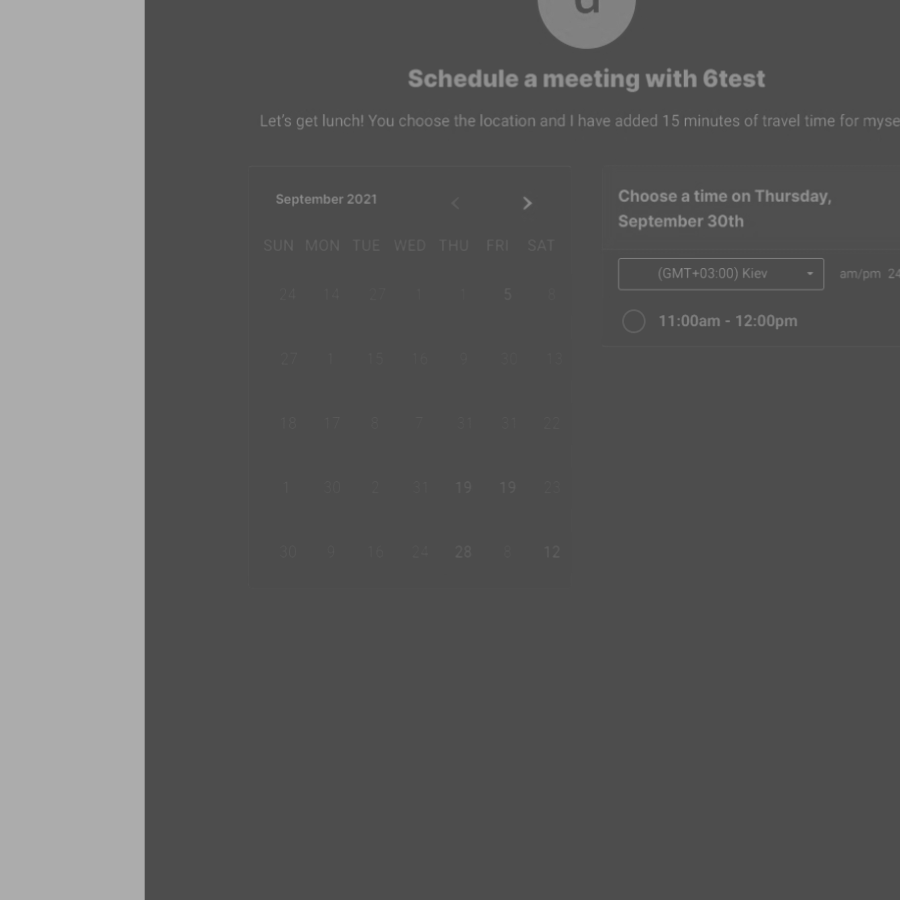 d
Schedule a meeting with 6test
Let's get lunch! You choose the location and I have added 15 minutes of travel time for myse
September 2021
SUN MON TUE WED THU FRI SAT
24 14 27 1 5
27 1 15 16 9 10 13
18 17 8 7 31 31 22
1 30 2 31 19 19 23
30 9 16 24 28 8 12
Choose a time on Thursday,
September 30th
(GMT+03:00) Kiev
am/pm 24
11:00am - 12:00pm